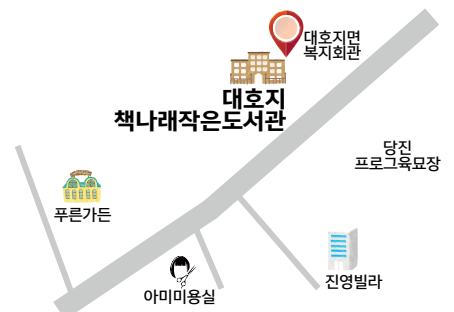 대호지면
복지회관
대호지
책나래작은도서관
당진
프로그육묘장
푸른가든
진영빌라
아미미용실